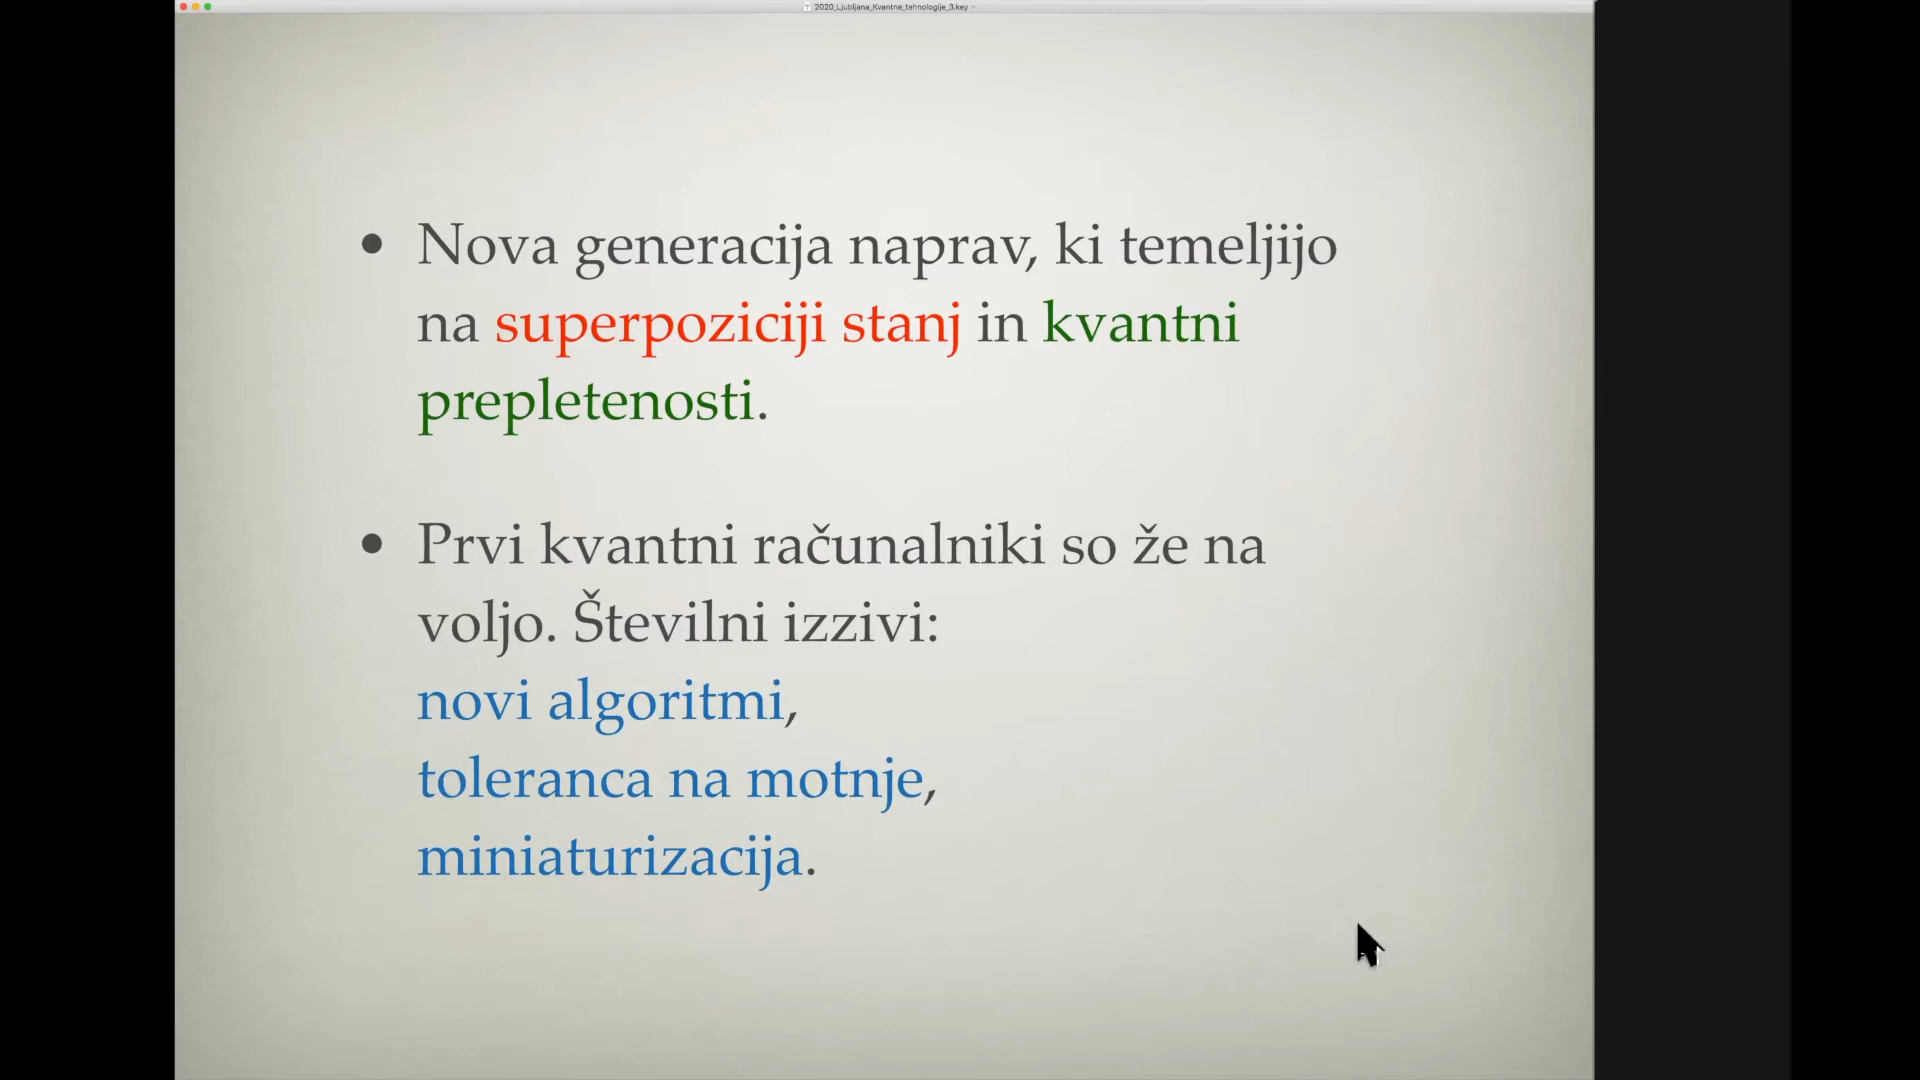 2020_Ljubljana_Kvantne_tehnologije_3.key
• Nova generacija naprav, ki temeljijo
na superpoziciji stanj in kvantni
prepletenosti.
• Prvi kvantni računalniki so že na
voljo. Številni izzivi:
novi algoritmi,
toleranca na motnje,
miniaturizacija.